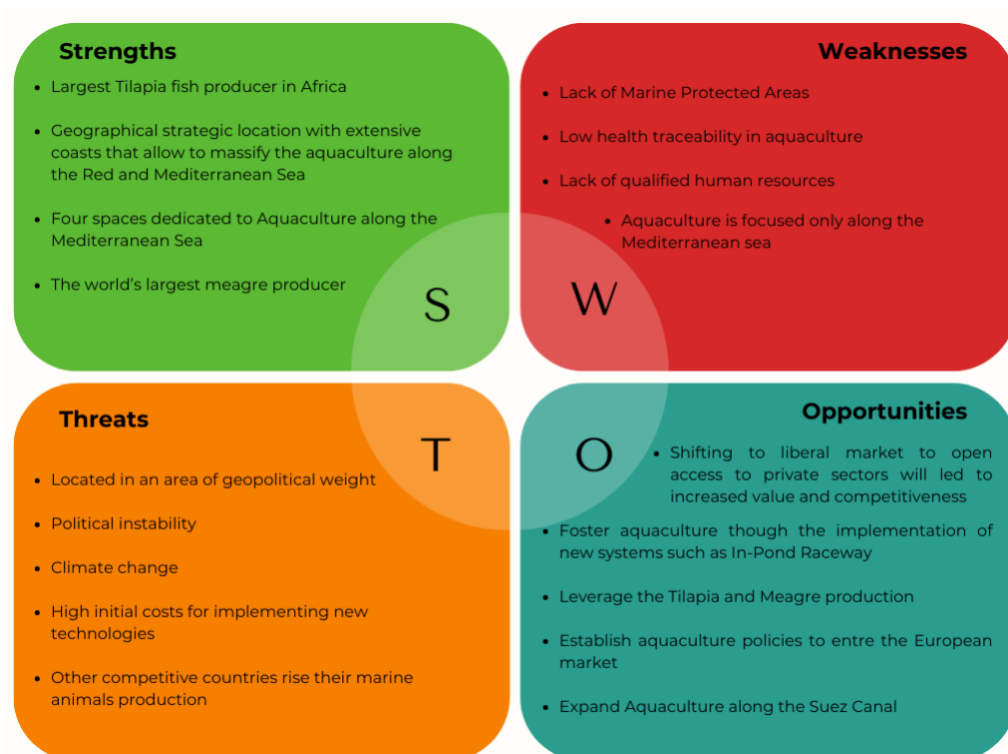 Strengths
• Largest Tilapia fish producer in Africa
• Geographical strategic location with extensive
coasts that allow to massify the aquaculture along
the Red and Mediterranean Sea
• Four spaces dedicated to Aquaculture along the
Mediterranean Sea
• The world's largest meagre producer
S
Weaknesses
• Lack of Marine Protected Areas
• Low health traceability in aquaculture
• Lack of qualified human resources
• Aquaculture is focused only along the
Mediterranean sea
W
Threats
• Located in an area of geopolitical weight
• Political instability
• Climate change
• High initial costs for implementing new
technologies
• Other competitive countries rise their marine
animals production
T
Opportunities
• Shifting to liberal market to open
access to private sectors will led to
increased value and competitiveness
• Foster aquaculture though the implementation of
new systems such as In-Pond Raceway
• Leverage the Tilapia and Meagre production
• Establish aquaculture policies to entre the European
market
• Expand Aquaculture along the Suez Canal
O